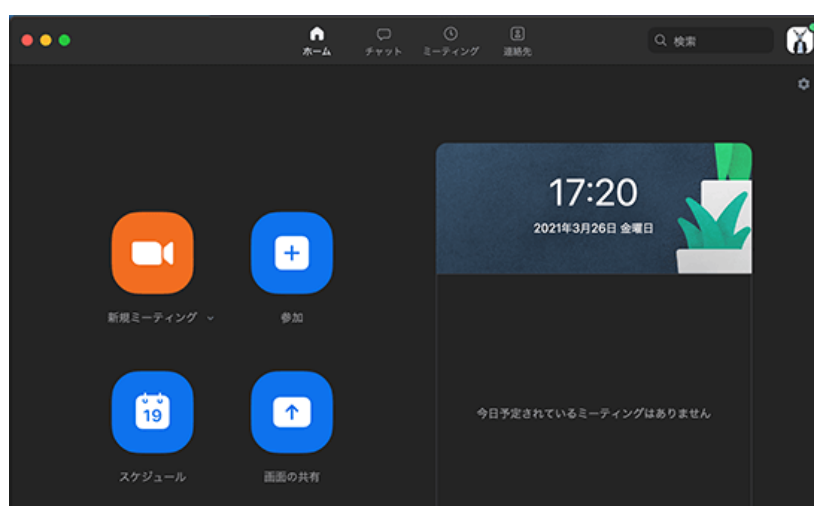 ホーム
チャット
ミーティング
連絡先
検索
17:20
2021年3月26日 金曜日
新規ミーティング
参加
19
スケジュール
画面の共有
今日予定されているミーティングはありません